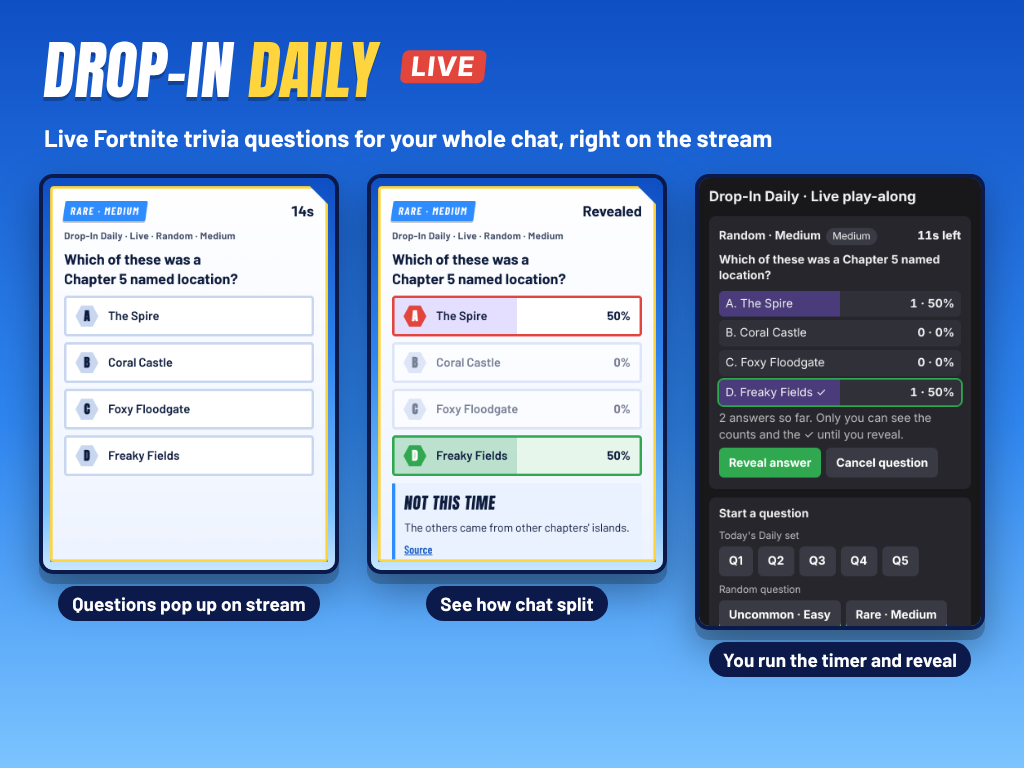 DROP-IN DAILY LIVE
Live Fortnite trivia questions for your whole chat, right on the stream
RARE · MEDIUM
14s
Drop-In Daily · Live · Random · Medium
Which of these was a
Chapter 5 named location?
A The Spire
B Coral Castle
C Foxy Floodgate
D Freaky Fields
Questions pop up on stream
RARE · MEDIUM
Revealed
Drop-In Daily · Live · Random · Medium
Which of these was a
Chapter 5 named location?
A The Spire 50%
B Coral Castle 0%
C Foxy Floodgate 0%
D Freaky Fields 50%
NOT THIS TIME
The others came from other chapters' islands.
Source
See how chat split
Drop-In Daily · Live play-along
Random · Medium Medium 11s left
Which of these was a Chapter 5 named
location?
A. The Spire 1 · 50%
B. Coral Castle 0 · 0%
C. Foxy Floodgate 0 · 0%
D. Freaky Fields ✓ 1 · 50%
2 answers so far. Only you can see the
counts and the ✓ until you reveal.
Reveal answer Cancel question
Start a question
Today's Daily set
Q1 Q2 Q3 Q4 Q5
Random question
Uncommon · Easy Rare · Medium
You run the timer and reveal